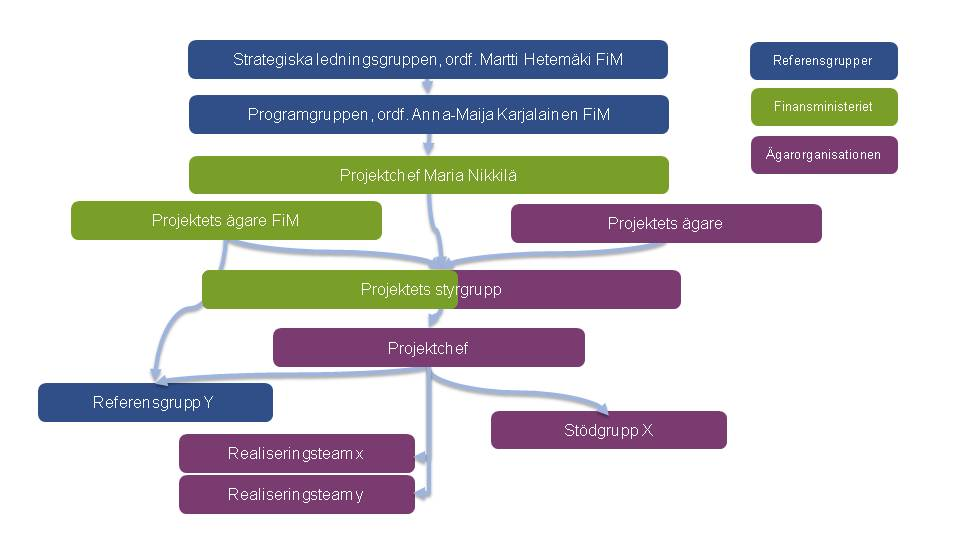 Strategiska ledningsgruppen, ordf. Martti Hetemäki FiM
Referensgrupper
Programgruppen, ordf. Anna-Maija Karjalainen FiM
Finansministeriet
Ägarorganisationen
Projektchef Maria Nikkilä
Projektets ägare FiM
Projektets ägare
Projektets styrgrupp
Projektchef
Referensgrupp Y
Stödgrupp X
Realiseringsteam x
Realiseringsteam y